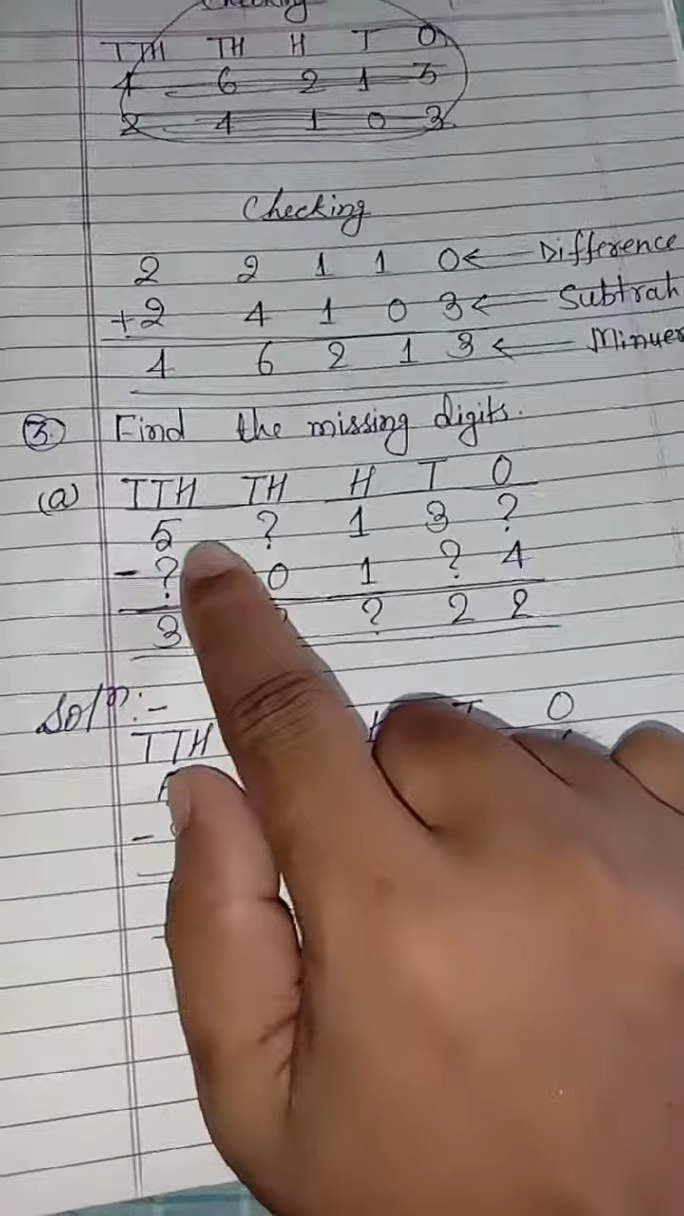 Checking
TTH TH H T O
4 6 2 1 3
2 4 1 0 3
Checking
2 2 1 1 0 ← Difference
+2 4 1 0 3 ← Subtrah
4 6 2 1 3 ← Minuen
3. Find the missing digits.
(a) TTH TH H T O
5 ? 1 3 ?
- ? 0 1 ? 4
3 ? 2 2
Solⁿ:-
TTH T O
-